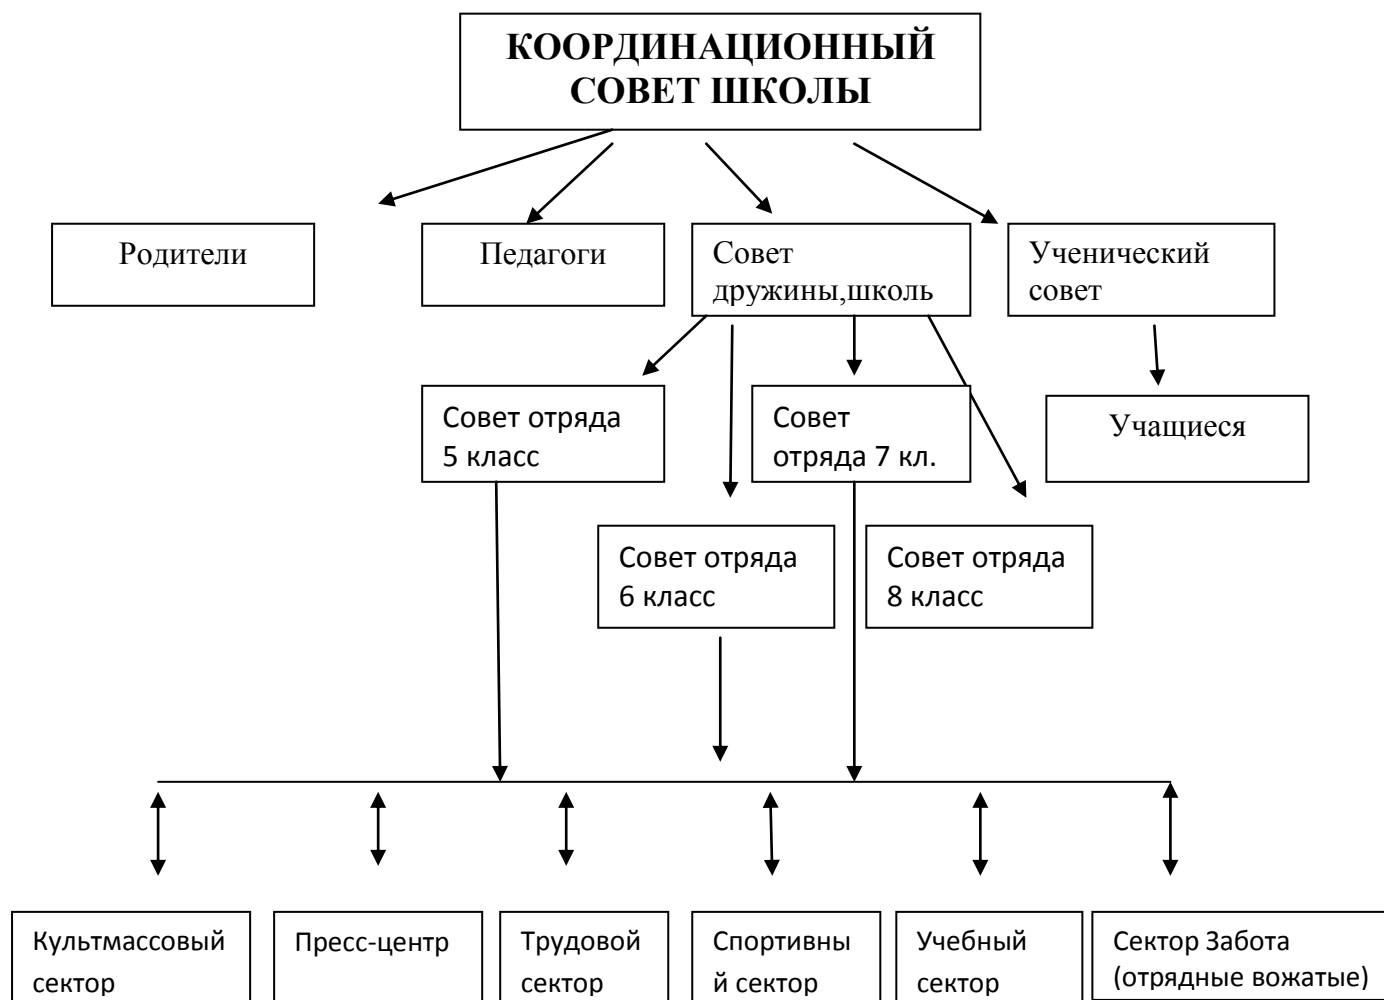 КООРДИНАЦИОННЫЙ
СОВЕТ ШКОЛЫ
Родители
Педагоги
Совет
дружины,школь
Ученический
совет
Совет отряда
5 класс
Совет
отряда 7 кл.
Учащиеся
Совет отряда
6 класс
Совет отряда
8 класс
Культмассовый
сектор
Пресс-центр
Трудовой
сектор
Спортивны
й сектор
Учебный
сектор
Сектор Забота
(отрядные вожатые)